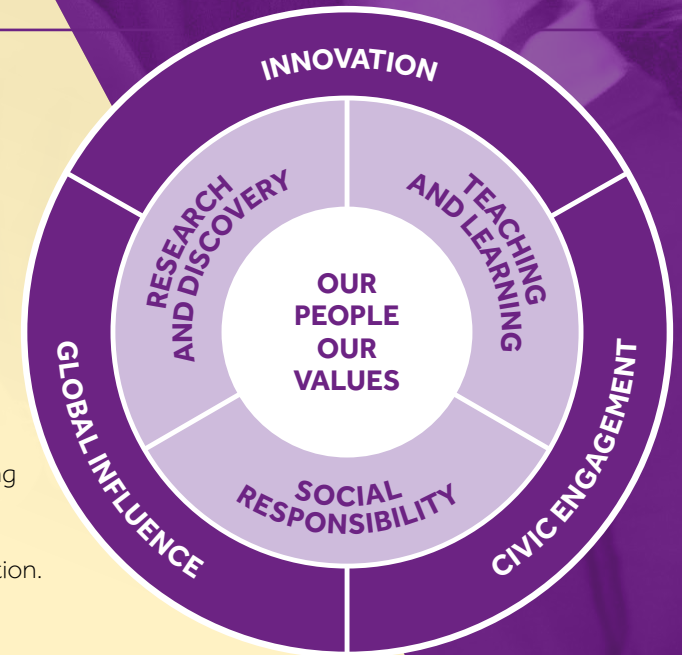 INNOVATION
RESEARCH
AND DISCOVERY
TEACHING
AND LEARNING
OUR
PEOPLE
OUR
VALUES
GLOBAL INFLUENCE
CIVIC ENGAGEMENT
SOCIAL
RESPONSIBILITY